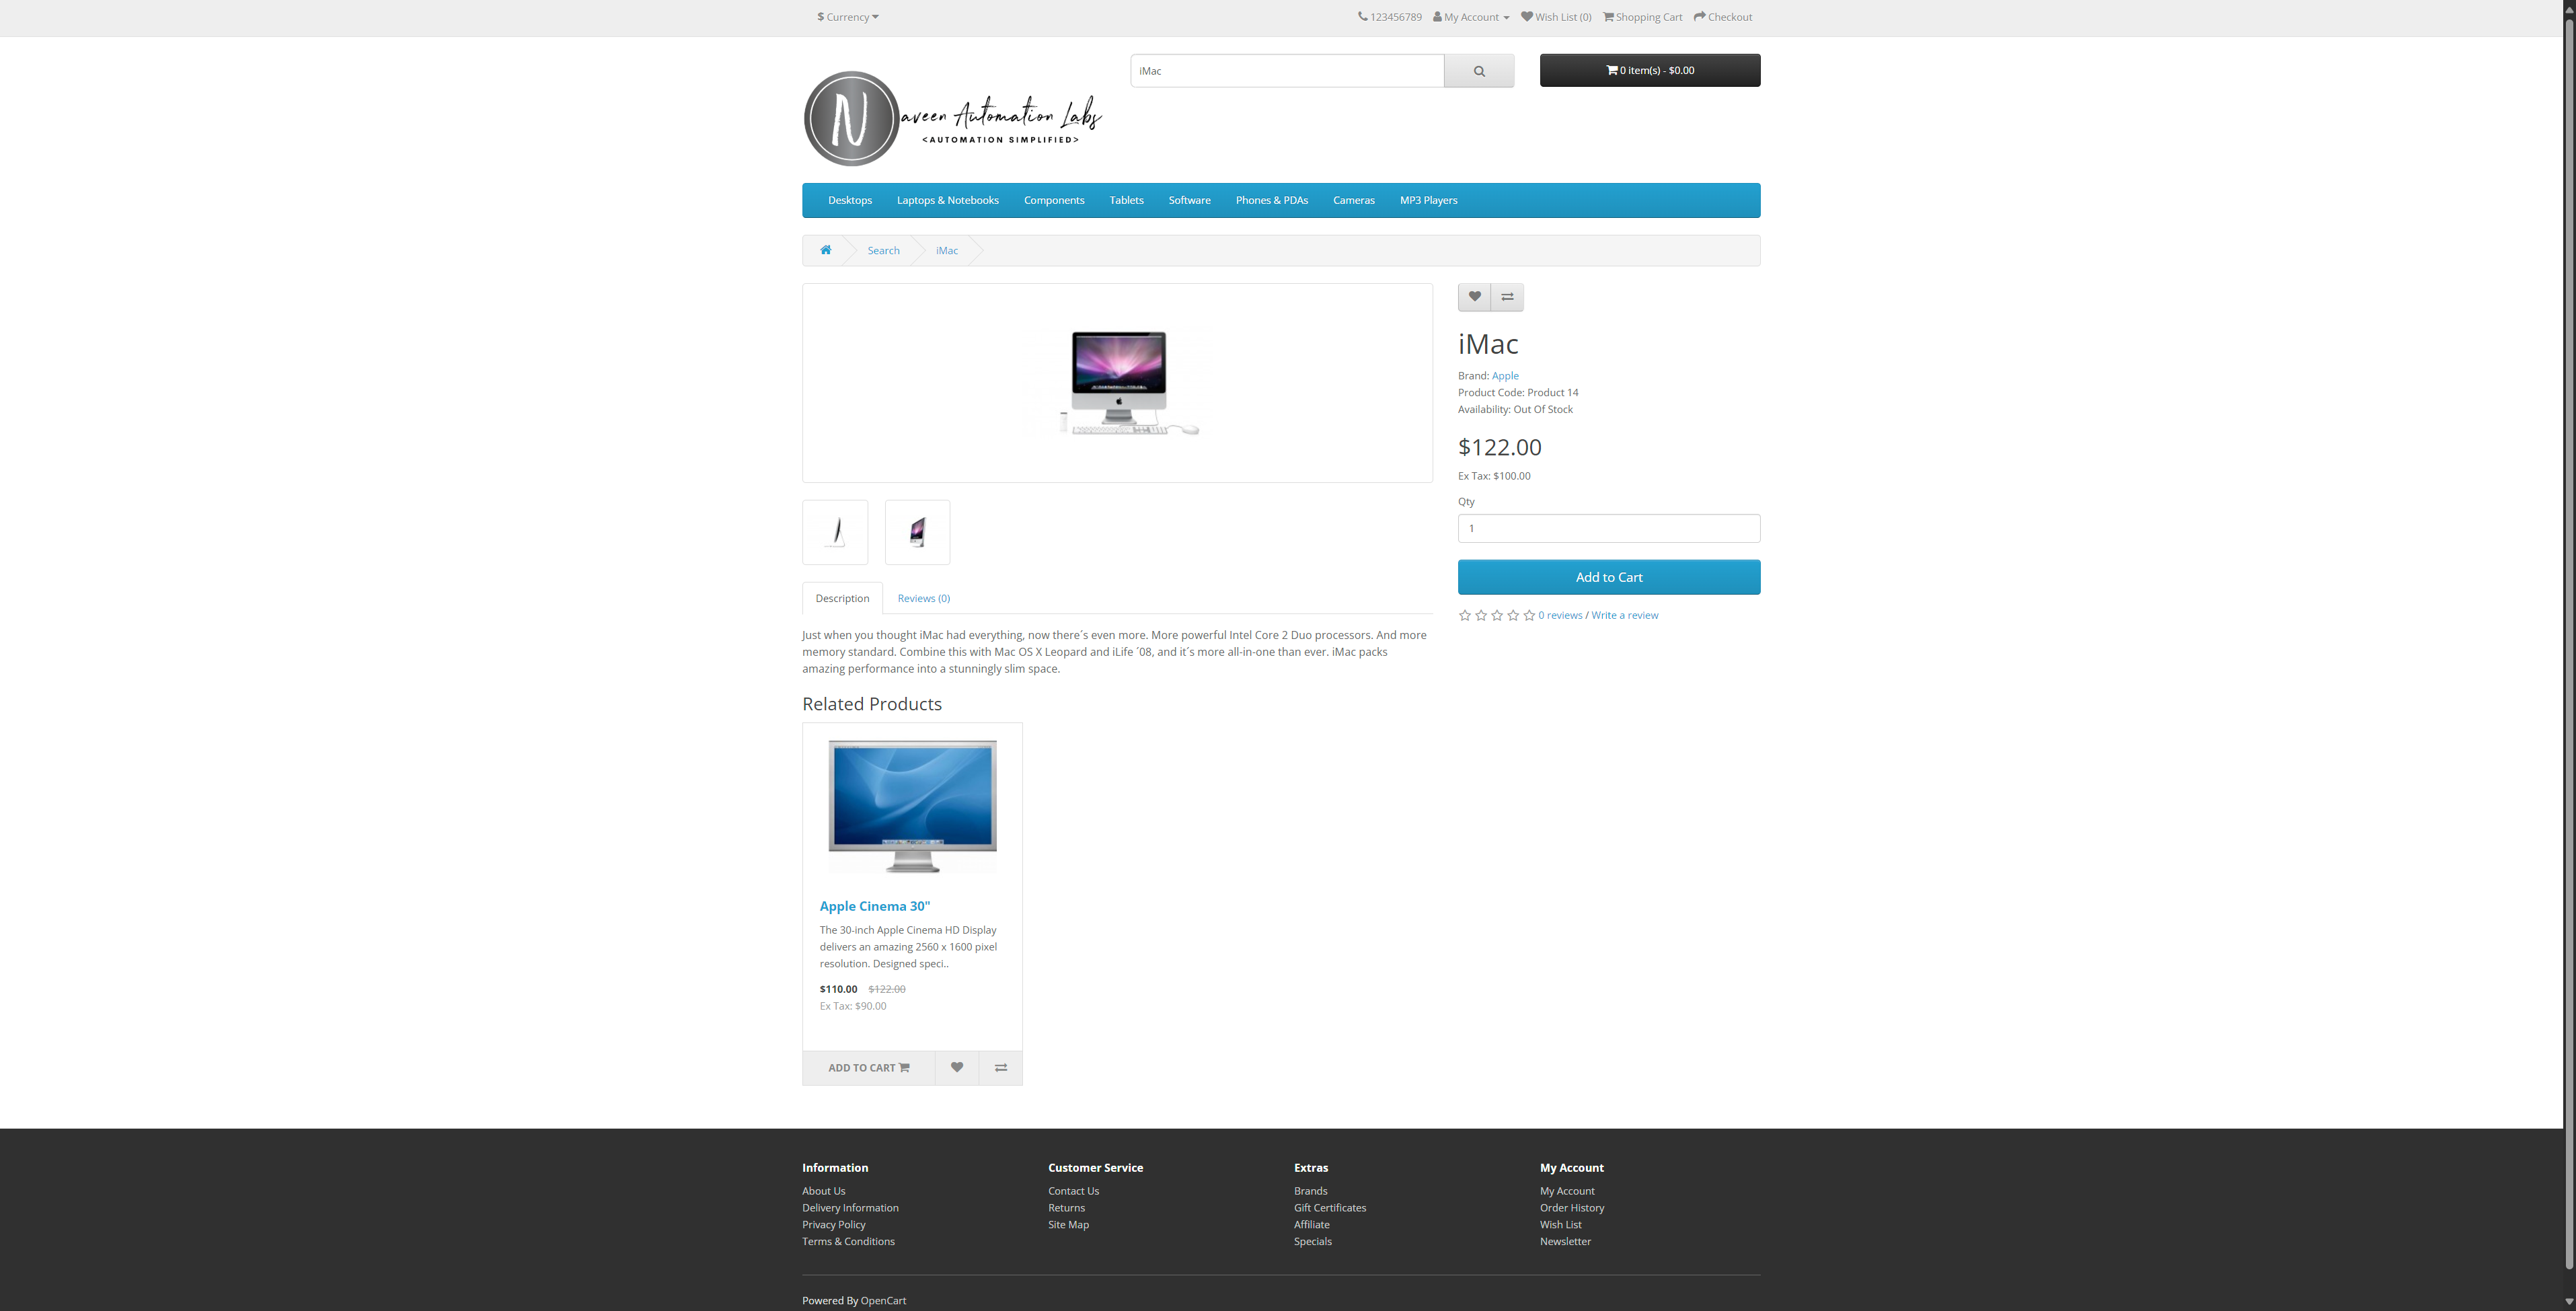 $ Currency
123456789 My Account Wish List (0) Shopping Cart Checkout
iMac
0 item(s) - $0.00
Naveen Automation Labs
<AUTOMATION SIMPLIFIED>
Desktops Laptops & Notebooks Components Tablets Software Phones & PDAs Cameras MP3 Players
Search iMac
iMac
Brand: Apple
Product Code: Product 14
Availability: Out Of Stock
$122.00
Ex Tax: $100.00
Qty
1
Add to Cart
0 reviews / Write a review
Description Reviews (0)
Just when you thought iMac had everything, now there´s even more. More powerful Intel Core 2 Duo processors. And more
memory standard. Combine this with Mac OS X Leopard and iLife ´08, and it´s more all-in-one than ever. iMac packs
amazing performance into a stunningly slim space.
Related Products
Apple Cinema 30"
The 30-inch Apple Cinema HD Display
delivers an amazing 2560 x 1600 pixel
resolution. Designed speci..
$110.00 $122.00
Ex Tax: $90.00
ADD TO CART
Information
About Us
Delivery Information
Privacy Policy
Terms & Conditions
Customer Service
Contact Us
Returns
Site Map
Extras
Brands
Gift Certificates
Affiliate
Specials
My Account
My Account
Order History
Wish List
Newsletter
Powered By OpenCart